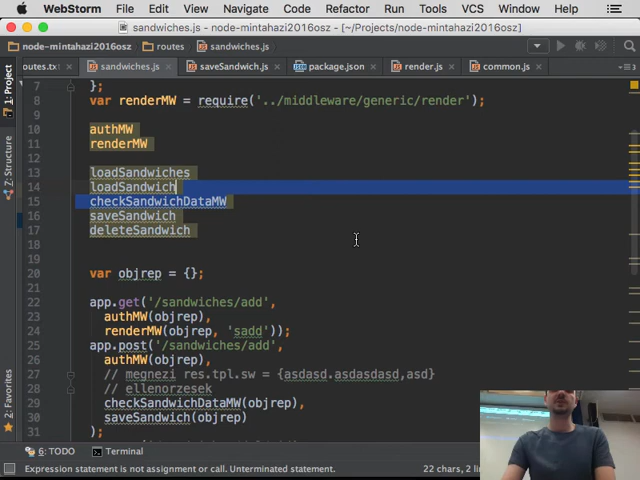 WebStorm File Edit View Navigate Code Refactor Run Tools VCS Window Help
sandwiches.js - node-mintahazi2016osz - [~/Projects/node-mintahazi2016osz]
node-mintahazi2016osz routes sandwiches.js
outes.txt sandwiches.js saveSandwich.js package.json render.js common.js
1: Project
7: Structure
2: Favorites
7 };
8 var renderMW = require('../middleware/generic/render');
9
10 authMW
11 renderMW
12
13 loadSandwiches
14 loadSandwich
15 checkSandwichDataMW
16 saveSandwich
17 deleteSandwich
18
19
20 var objrep = {};
21
22 app.get('/sandwiches/add',
23 authMW(objrep),
24 renderMW(objrep, 'sadd'));
25 app.post('/sandwiches/add',
26 authMW(objrep),
27 // megnezi res.tpl.sw = {asdasd.asdasdasd,asd}
28 // ellenorzesek
29 checkSandwichDataMW(objrep),
30 saveSandwich(objrep)
31 );
6: TODO Terminal
Expression statement is not assignment or call. Unterminated statement. 22 chars, 2